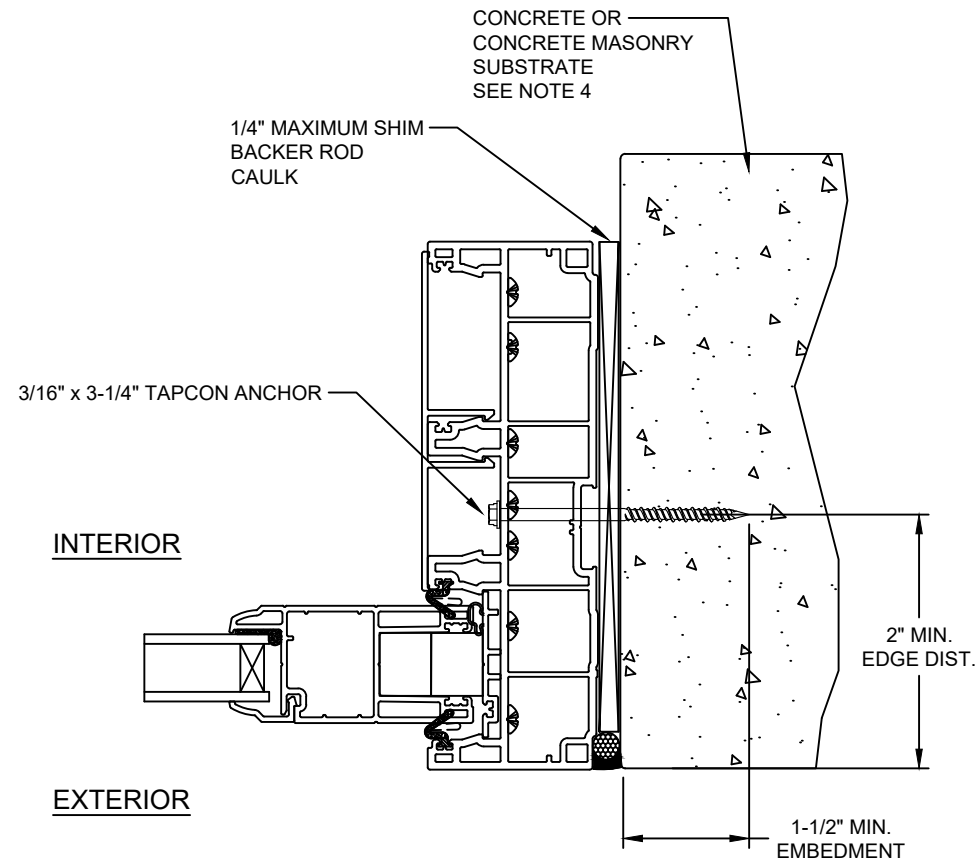 CONCRETE OR
CONCRETE MASONRY
SUBSTRATE
SEE NOTE 4
1/4" MAXIMUM SHIM
BACKER ROD
CAULK
3/16" x 3-1/4" TAPCON ANCHOR
INTERIOR
2" MIN.
EDGE DIST.
EXTERIOR
1-1/2" MIN.
EMBEDMENT